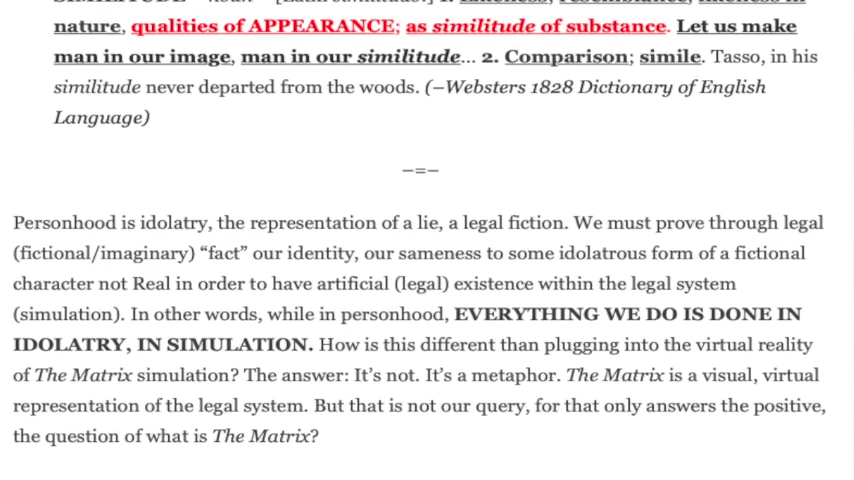 nature, qualities of APPEARANCE; as similitude of substance. Let us make
man in our image, man in our similitude... 2. Comparison; simile. Tasso, in his
similitude never departed from the woods. (–Websters 1828 Dictionary of English
Language)
–=–
Personhood is idolatry, the representation of a lie, a legal fiction. We must prove through legal
(fictional/imaginary) “fact” our identity, our sameness to some idolatrous form of a fictional
character not Real in order to have artificial (legal) existence within the legal system
(simulation). In other words, while in personhood, EVERYTHING WE DO IS DONE IN
IDOLATRY, IN SIMULATION. How is this different than plugging into the virtual reality
of The Matrix simulation? The answer: It’s not. It’s a metaphor. The Matrix is a visual, virtual
representation of the legal system. But that is not our query, for that only answers the positive,
the question of what is The Matrix?